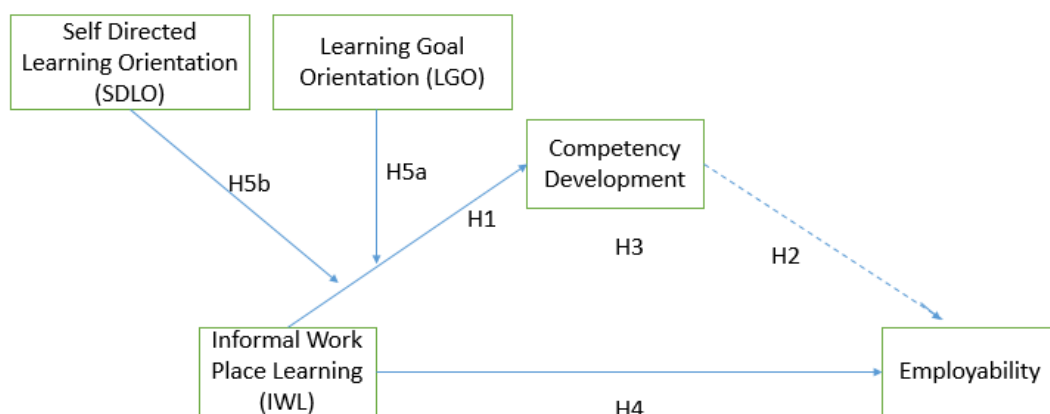 Self Directed
Learning Orientation
(SDLO)
Learning Goal
Orientation (LGO)
Competency
Development
H5b
H5a
H1
H3
H2
Informal Work
Place Learning
(IWL)
Employability
H4